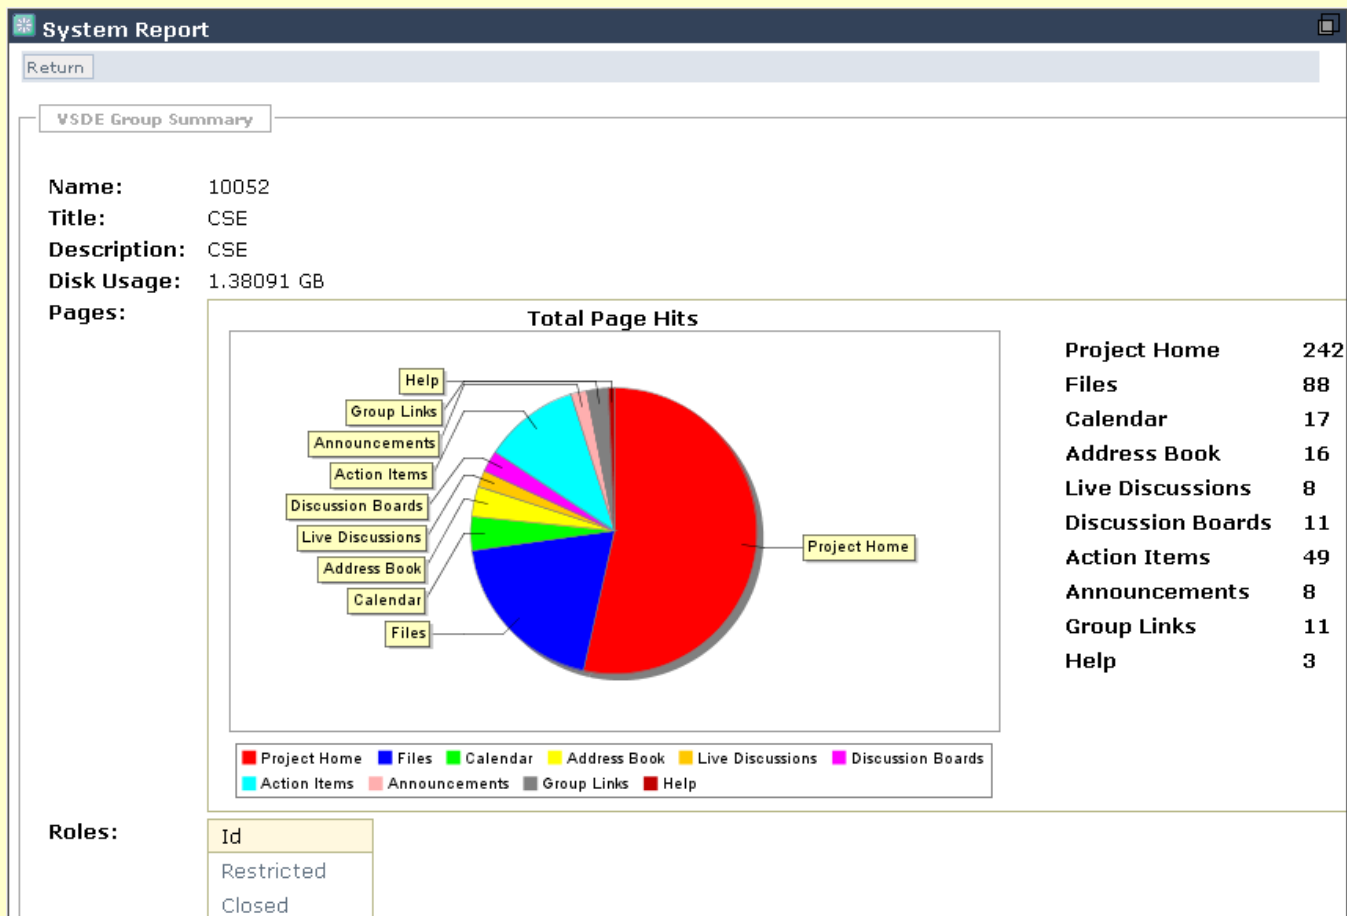 System Report
Return
VSDE Group Summary
Name: 10052
Title: CSE
Description: CSE
Disk Usage: 1.38091 GB
Pages:
Total Page Hits
Help
Group Links
Announcements
Action Items
Discussion Boards
Live Discussions
Address Book
Calendar
Files
Project Home
Project Home 242
Files 88
Calendar 17
Address Book 16
Live Discussions 8
Discussion Boards 11
Action Items 49
Announcements 8
Group Links 11
Help 3
Project Home Files Calendar Address Book Live Discussions Discussion Boards
Action Items Announcements Group Links Help
Roles:
Id
Restricted
Closed